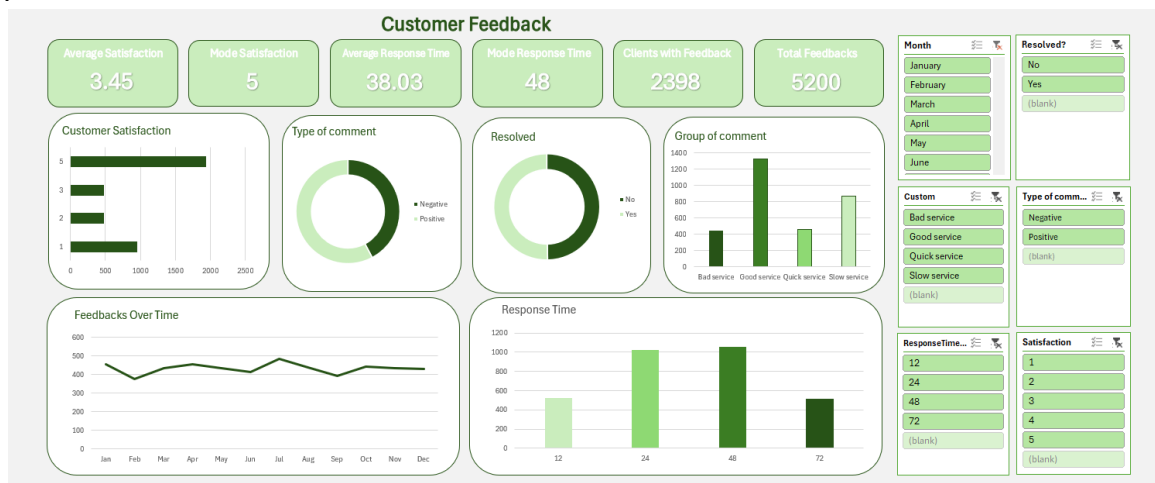 Customer Feedback
Average Satisfaction
3.45
Mode Satisfaction
5
Average Response Time
38.03
Mode Response Time
48
Clients with Feedback
2398
Total Feedbacks
5200
Customer Satisfaction
5
3
2
1
0 500 1000 1500 2000 2500
Type of comment
Negative
Positive
Resolved
No
Yes
Group of comment
1400
1200
1000
800
600
400
200
0
Bad service Good service Quick service Slow service
Feedbacks Over Time
600
500
400
300
200
100
0
Jan Feb Mar Apr May Jun Jul Aug Sep Oct Nov Dec
Response Time
1200
1000
800
600
400
200
0
12 24 48 72
Month
January
February
March
April
May
June
Resolved?
No
Yes
(blank)
Custom
Bad service
Good service
Quick service
Slow service
(blank)
Type of comm...
Negative
Positive
(blank)
ResponseTime...
12
24
48
72
(blank)
Satisfaction
1
2
3
4
5
(blank)